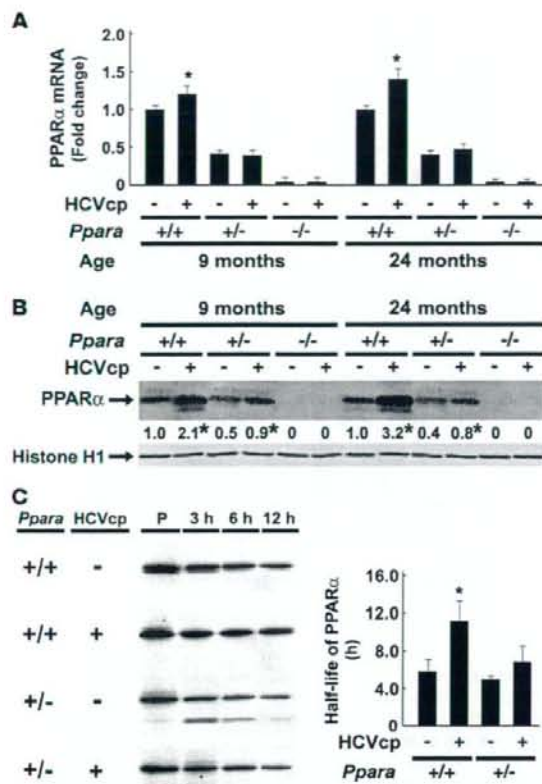 A
PPARα mRNA
(Fold change)
2.0
1.5
1.0
0.5
0
*
*
HCVcp - + - + - + - + - + - +
Ppara +/+ +/- -/- +/+ +/- -/-
Age 9 months 24 months
B
Age 9 months 24 months
Ppara +/+ +/- -/- +/+ +/- -/-
HCVcp - + - + - + - + - + - +
PPARα
1.0 2.1* 0.5 0.9* 0 0 1.0 3.2* 0.4 0.8* 0 0
Histone H1
C
Ppara HCVcp P 3 h 6 h 12 h
+/+ -
+/+ +
+/- -
+/- +
Half-life of PPARα
(h)
16.0
12.0
8.0
4.0
0
*
HCVcp - + - +
Ppara +/+ +/-